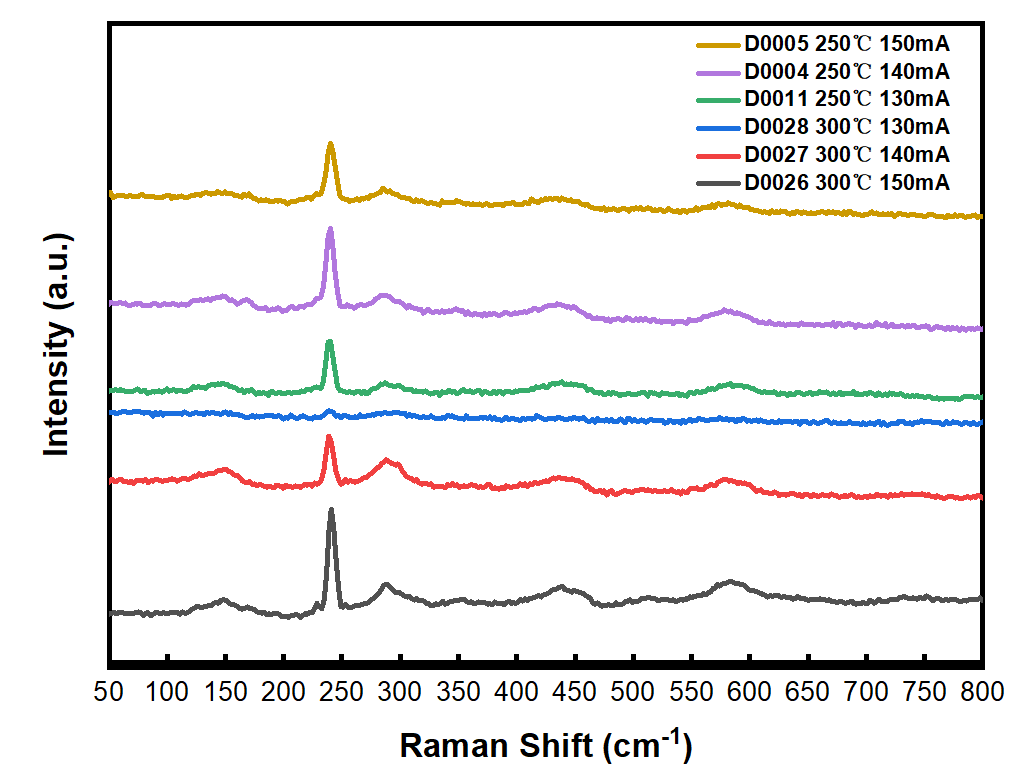 D0005 250℃ 150mA
D0004 250℃ 140mA
D0011 250℃ 130mA
D0028 300℃ 130mA
D0027 300℃ 140mA
D0026 300℃ 150mA
Intensity (a.u.)
50 100 150 200 250 300 350 400 450 500 550 600 650 700 750 800
Raman Shift (cm⁻¹)